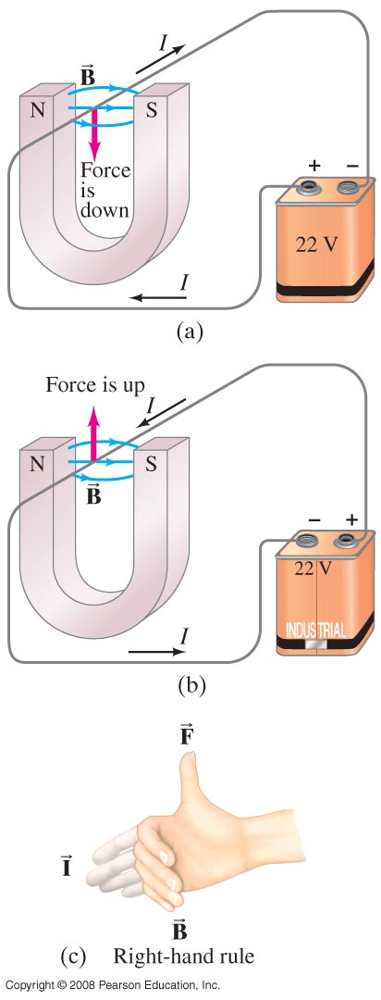 I
B
N
S
Force
is
down
+ −
22 V
I
(a)
Force is up
I
N
S
B
− +
22 V
INDUSTRIAL
I
(b)
F
I
B
(c) Right-hand rule
Copyright © 2008 Pearson Education, Inc.